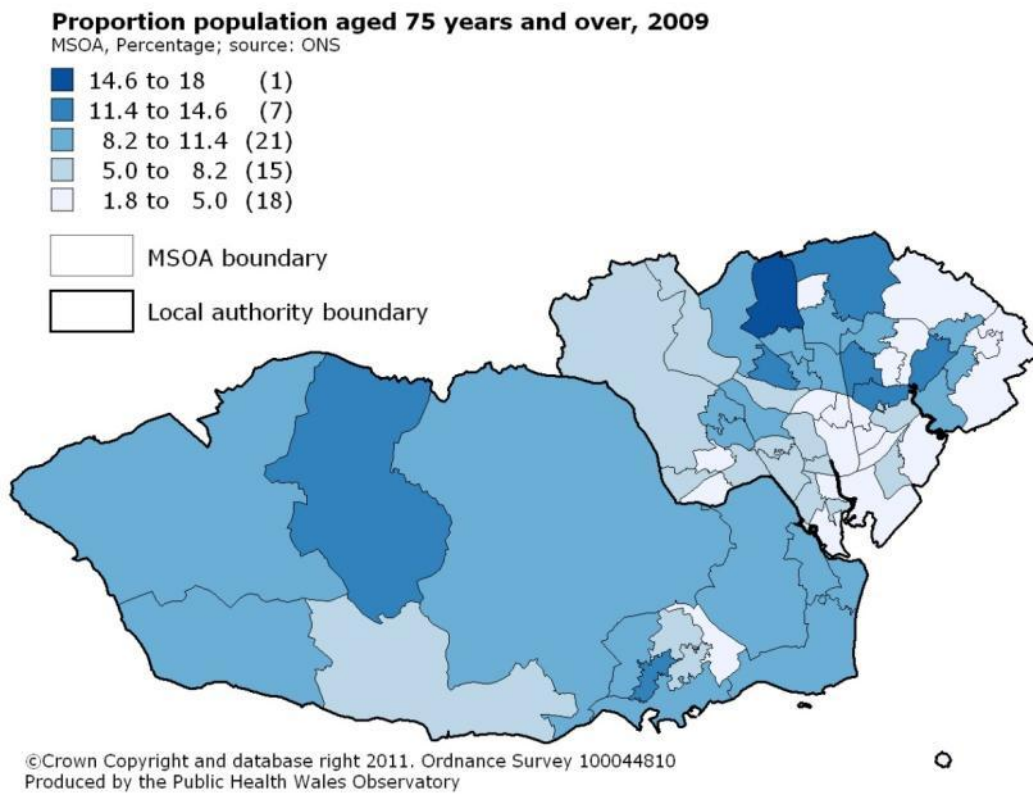 Proportion population aged 75 years and over, 2009
MSOA, Percentage; source: ONS
14.6 to 18 (1)
11.4 to 14.6 (7)
8.2 to 11.4 (21)
5.0 to 8.2 (15)
1.8 to 5.0 (18)
MSOA boundary
Local authority boundary
©Crown Copyright and database right 2011. Ordnance Survey 100044810
Produced by the Public Health Wales Observatory